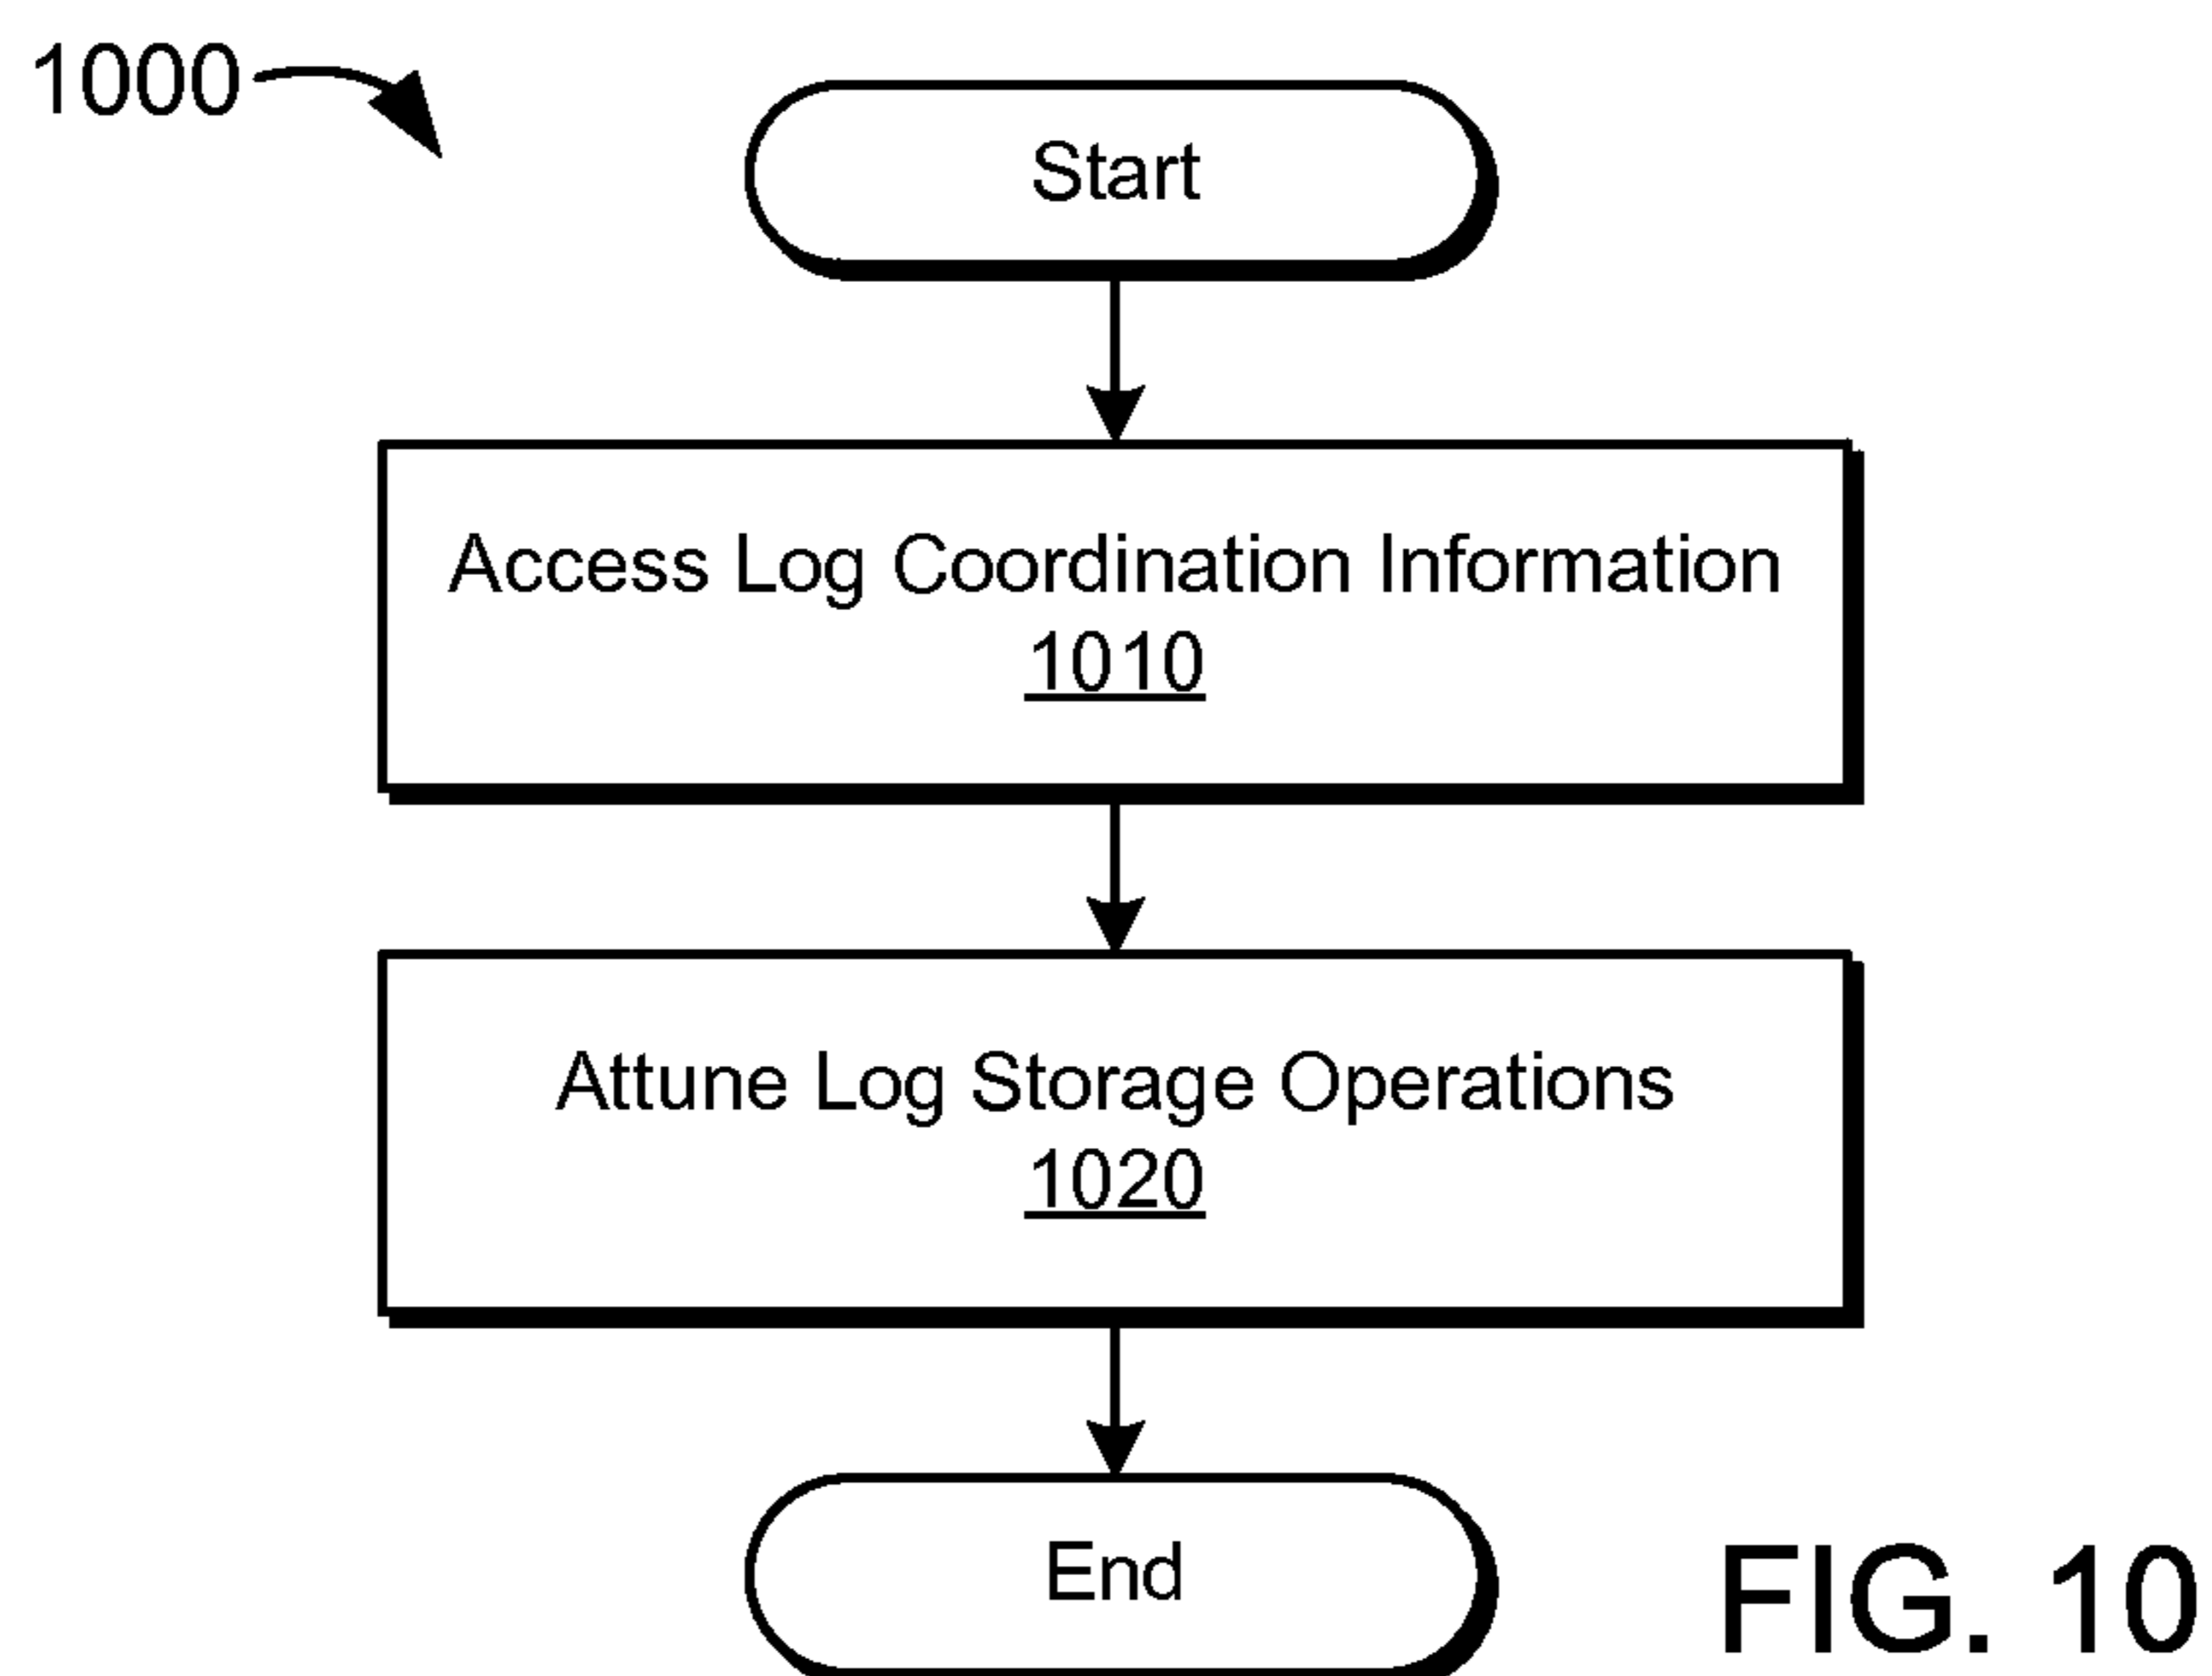 1000
Start
Access Log Coordination Information
1010
Attune Log Storage Operations
1020
End
FIG. 10